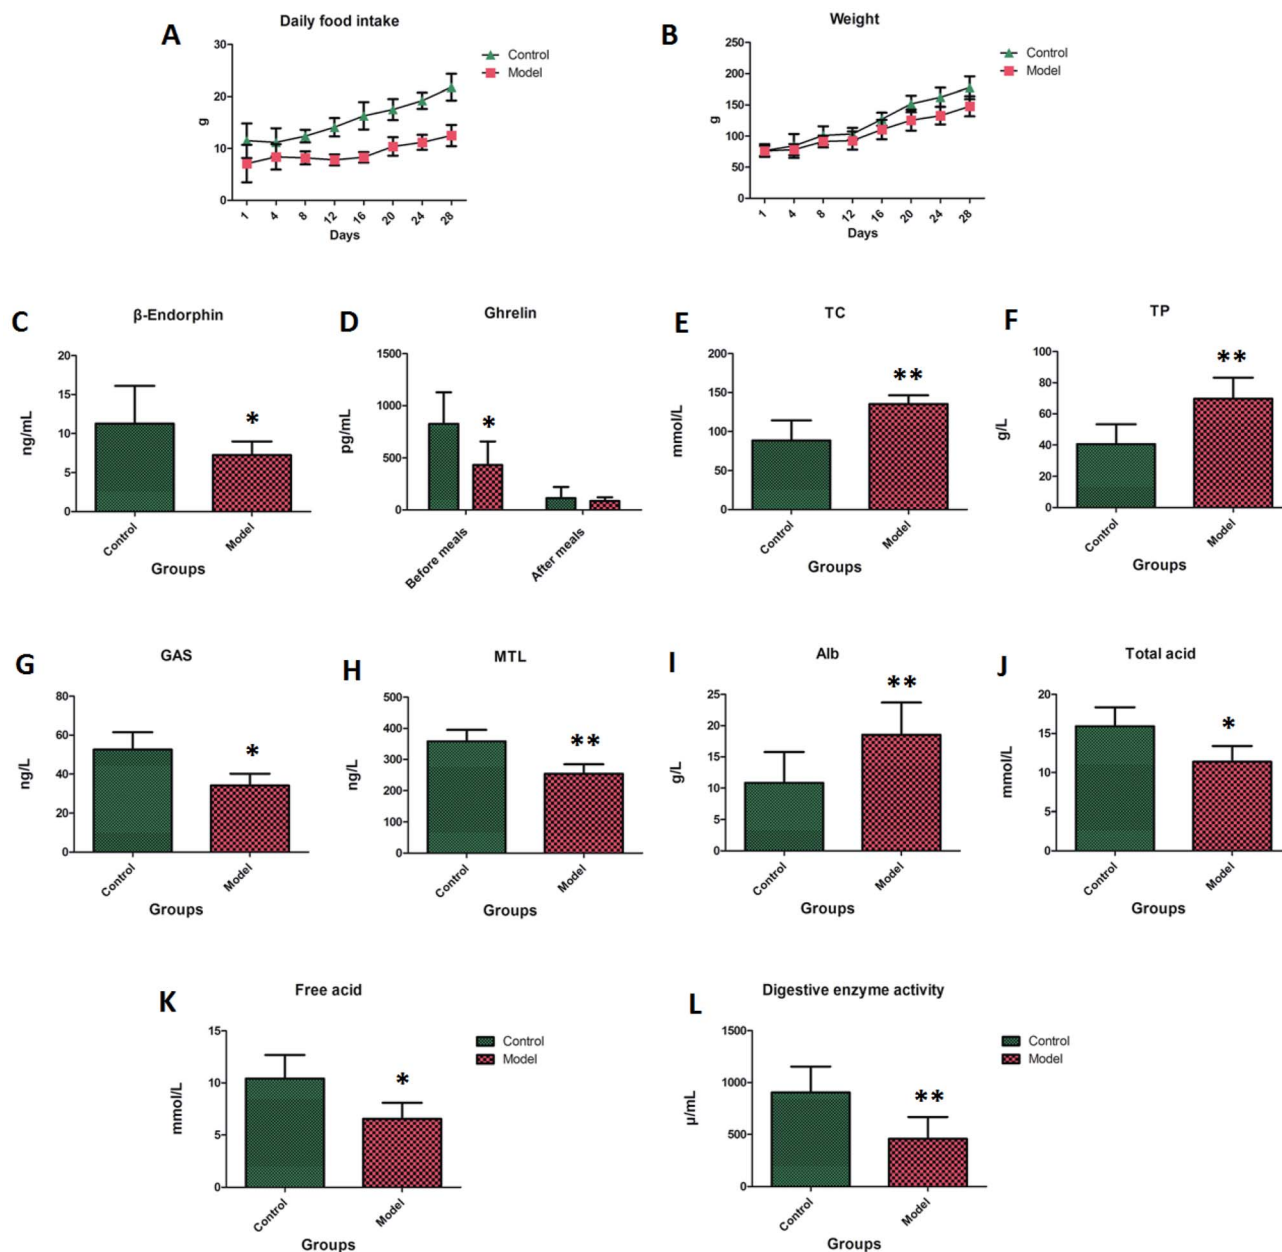 A
Daily food intake
30
20
10
0
g
1
4
8
12
16
20
24
28
Days
Control
Model
B
Weight
250
200
150
100
50
0
g
1
4
8
12
16
20
24
28
Days
Control
Model
C
β-Endorphin
20
15
10
5
0
ng/mL
Control
Model
Groups
*
D
Ghrelin
1500
1000
500
0
pg/mL
Before meals
After meals
*
E
TC
200
150
100
50
0
mmol/L
Control
Model
Groups
**
F
TP
100
80
60
40
20
0
g/L
Control
Model
Groups
**
G
GAS
80
60
40
20
0
ng/L
Control
Model
Groups
*
H
MTL
500
400
300
200
100
0
ng/L
Control
Model
Groups
**
I
Alb
25
20
15
10
5
0
g/L
Control
Model
Groups
**
J
Total acid
20
15
10
5
0
mmol/L
Control
Model
Groups
*
K
Free acid
15
10
5
0
mmol/L
Control
Model
Groups
*
Control
Model
L
Digestive enzyme activity
1500
1000
500
0
μ/mL
Control
Model
Groups
**
Control
Model